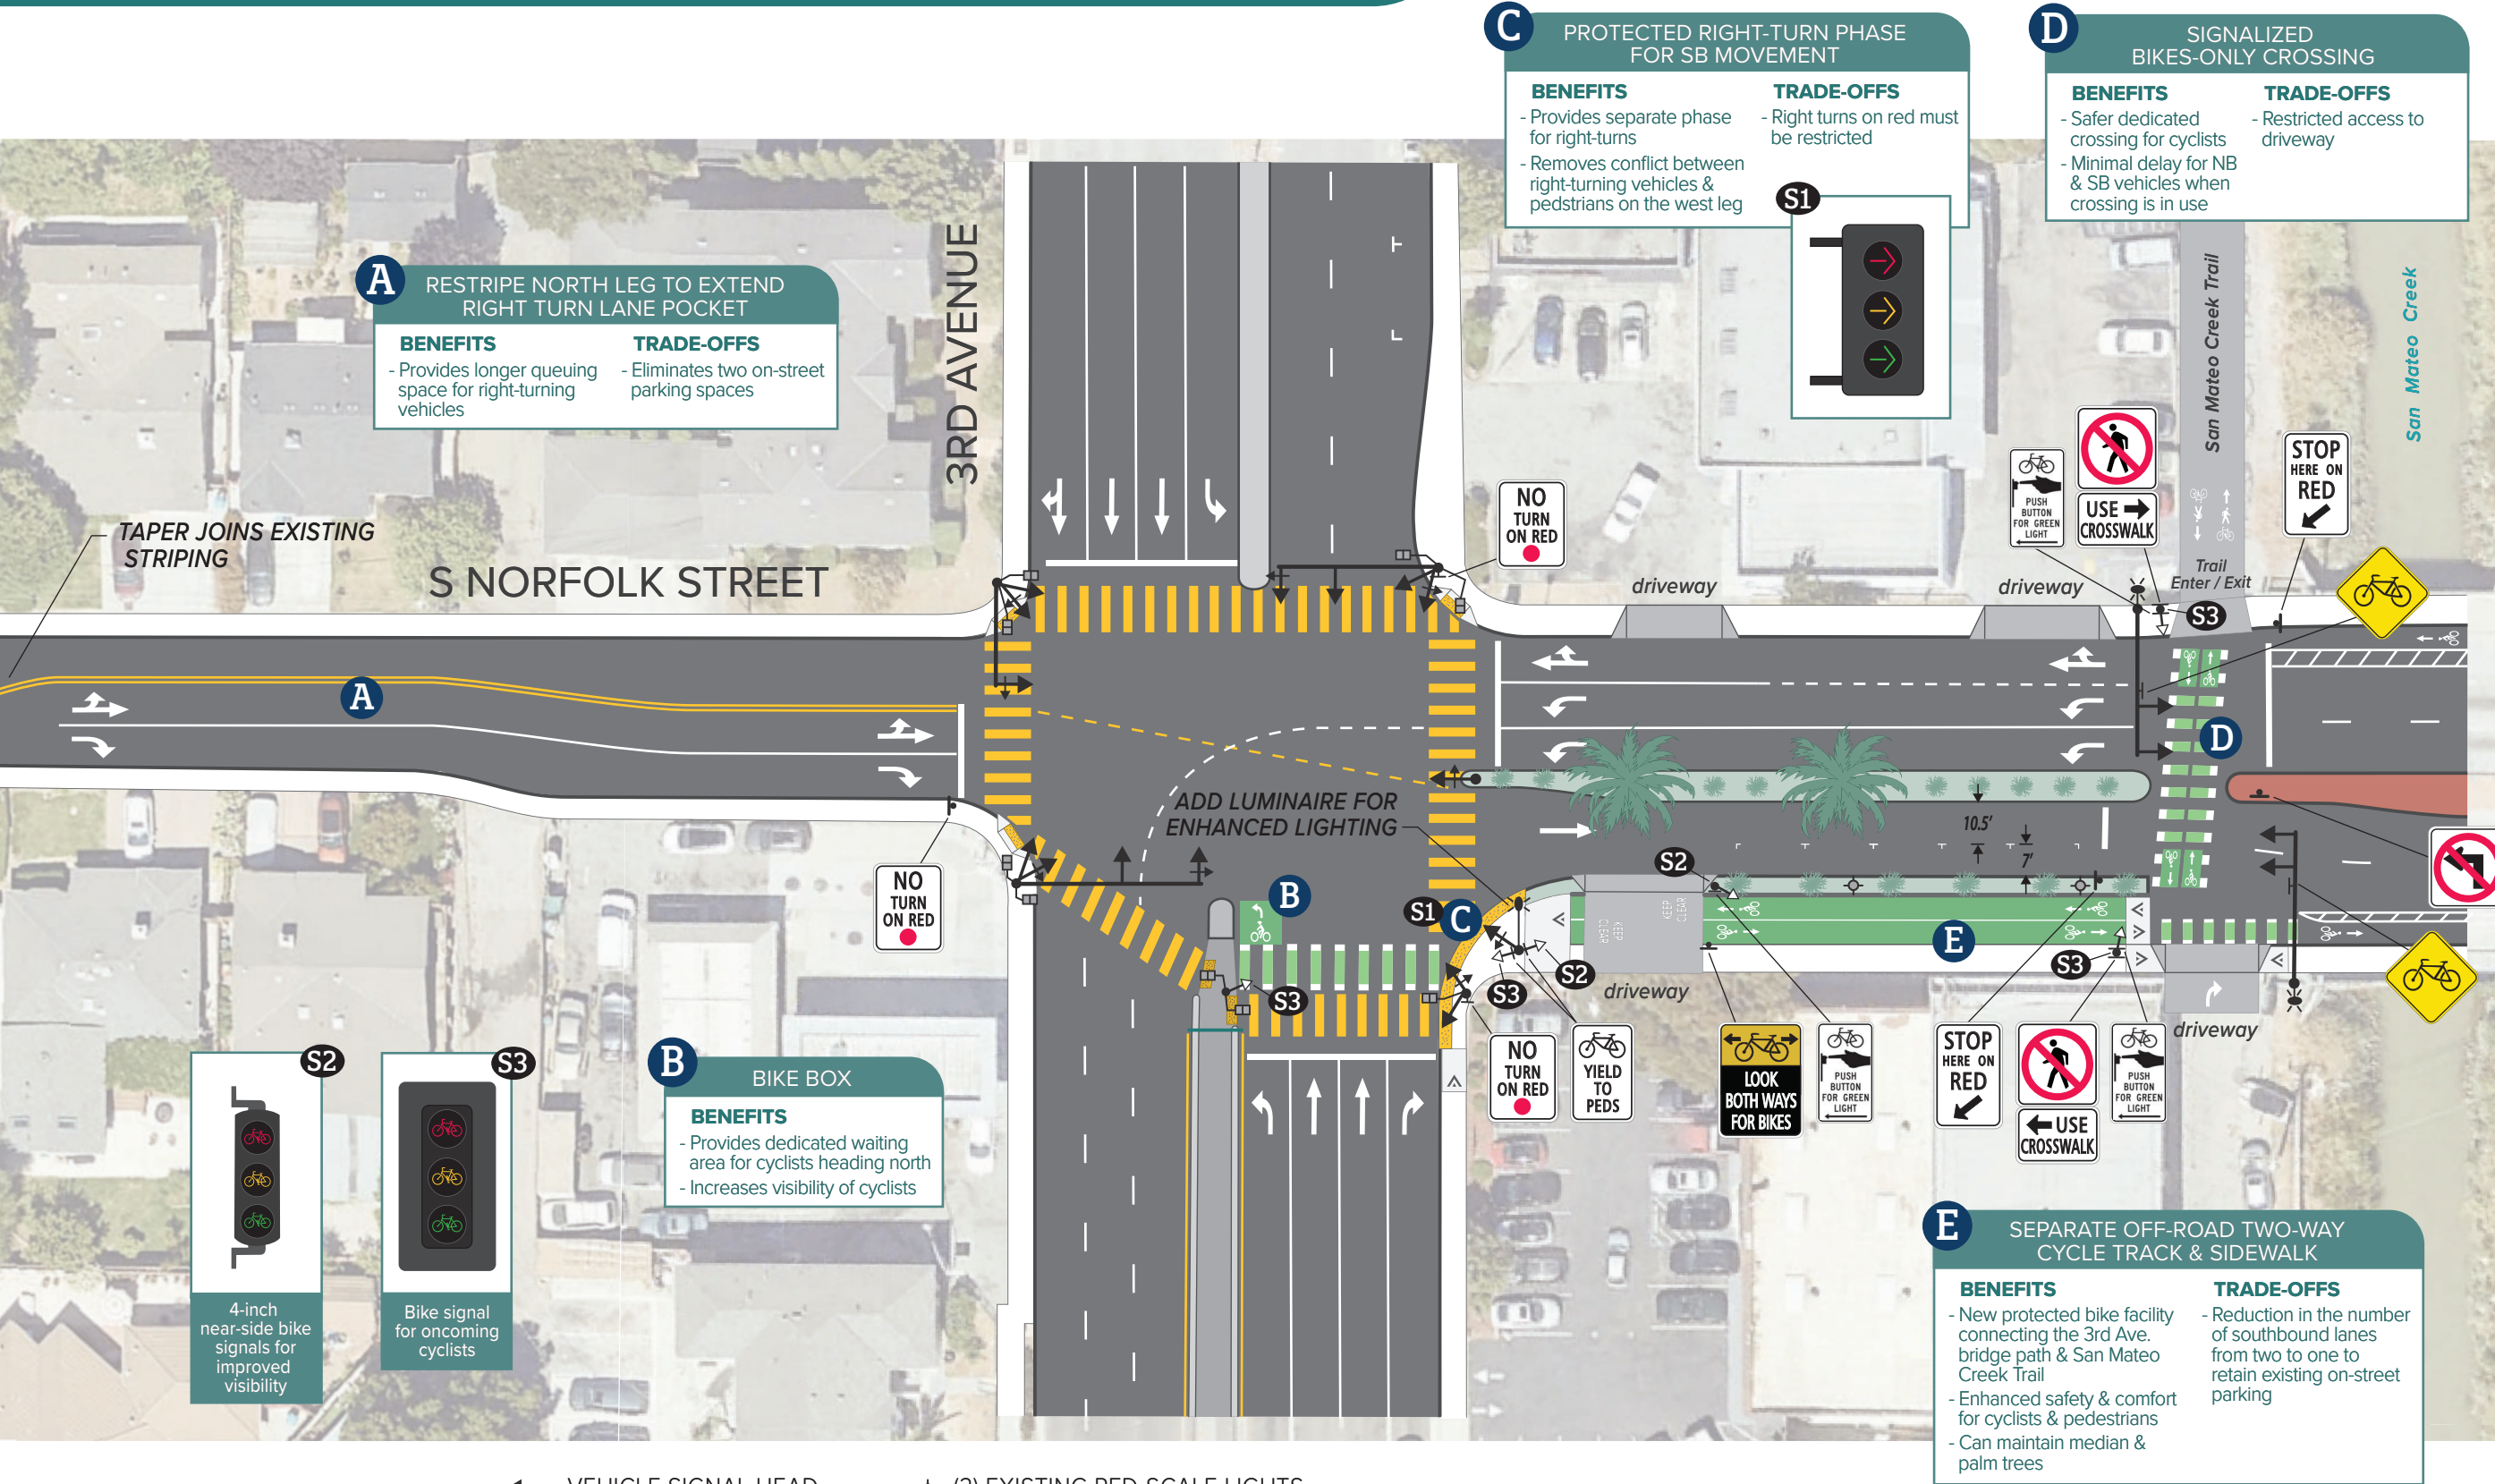 C
PROTECTED RIGHT-TURN PHASE
FOR SB MOVEMENT
BENEFITS
- Provides separate phase
for right-turns
- Removes conflict between
right-turning vehicles &
pedstrians on the west leg
TRADE-OFFS
- Right turns on red must
be restricted
S1
D
SIGNALIZED
BIKES-ONLY CROSSING
BENEFITS
- Safer dedicated
crossing for cyclists
- Minimal delay for NB
& SB vehicles when
crossing is in use
TRADE-OFFS
- Restricted access to
driveway
A
RESTRIPE NORTH LEG TO EXTEND
RIGHT TURN LANE POCKET
BENEFITS
- Provides longer queuing
space for right-turning
vehicles
TRADE-OFFS
- Eliminates two on-street
parking spaces
3RD AVENUE
San Mateo Creek Trail
San Mateo Creek
TAPER JOINS EXISTING
STRIPING
S NORFOLK STREET
NO
TURN
ON RED
driveway
driveway
PUSH
BUTTON
FOR GREEN
LIGHT
USE
CROSSWALK
STOP
HERE ON
RED
Trail
Enter / Exit
S3
A
D
ADD LUMINAIRE FOR
ENHANCED LIGHTING
10.5'
7'
S2
NO
TURN
ON RED
B
S1
C
KEEP
CLEAR
KEEP
CLEAR
E
S3
S3
S2
S3
driveway
driveway
NO
TURN
ON RED
YIELD
TO
PEDS
LOOK
BOTH WAYS
FOR BIKES
PUSH
BUTTON
FOR GREEN
LIGHT
STOP
HERE ON
RED
USE
CROSSWALK
PUSH
BUTTON
FOR GREEN
LIGHT
S2
4-inch
near-side bike
signals for
improved
visibility
S3
Bike signal
for oncoming
cyclists
B
BIKE BOX
BENEFITS
- Provides dedicated waiting
area for cyclists heading north
- Increases visibility of cyclists
E
SEPARATE OFF-ROAD TWO-WAY
CYCLE TRACK & SIDEWALK
BENEFITS
- New protected bike facility
connecting the 3rd Ave.
bridge path & San Mateo
Creek Trail
- Enhanced safety & comfort
for cyclists & pedestrians
- Can maintain median &
palm trees
TRADE-OFFS
- Reduction in the number
of southbound lanes
from two to one to
retain existing on-street
parking
VEHICLE SIGNAL HEAD
(2) EXISTING PED-SCALE LIGHTS